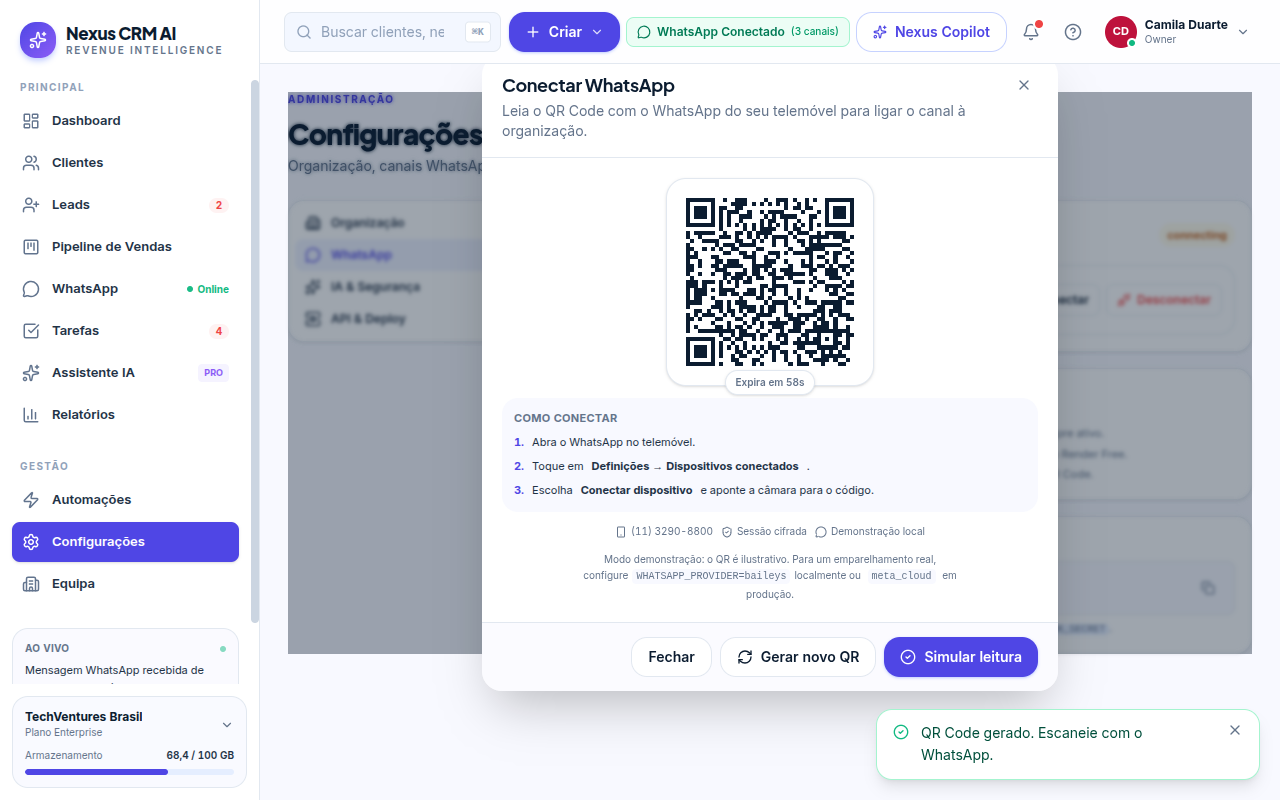 Nexus CRM AI
REVENUE INTELLIGENCE
Buscar clientes, ne
⌘K
Criar
WhatsApp Conectado (3 canais)
Nexus Copilot
CD
Camila Duarte
Owner
PRINCIPAL
Dashboard
Clientes
Leads 2
Pipeline de Vendas
WhatsApp Online
Tarefas 4
Assistente IA PRO
Relatórios
GESTÃO
Automações
Configurações
Equipa
AO VIVO
Mensagem WhatsApp recebida de
TechVentures Brasil
Plano Enterprise
Armazenamento 68,4 / 100 GB
ADMINISTRAÇÃO
Configurações
Organização, canais WhatsAp
Organização
WhatsApp
IA & Segurança
API & Deploy
connecting
Desconectar
Conectar WhatsApp
Leia o QR Code com o WhatsApp do seu telemóvel para ligar o canal à
organização.
Expira em 58s
COMO CONECTAR
1. Abra o WhatsApp no telemóvel.
2. Toque em Definições → Dispositivos conectados .
3. Escolha Conectar dispositivo e aponte a câmara para o código.
(11) 3290-8800 Sessão cifrada Demonstração local
Modo demonstração: o QR é ilustrativo. Para um emparelhamento real,
configure WHATSAPP_PROVIDER=baileys localmente ou meta_cloud em
produção.
Fechar
Gerar novo QR
Simular leitura
QR Code gerado. Escaneie com o
WhatsApp.